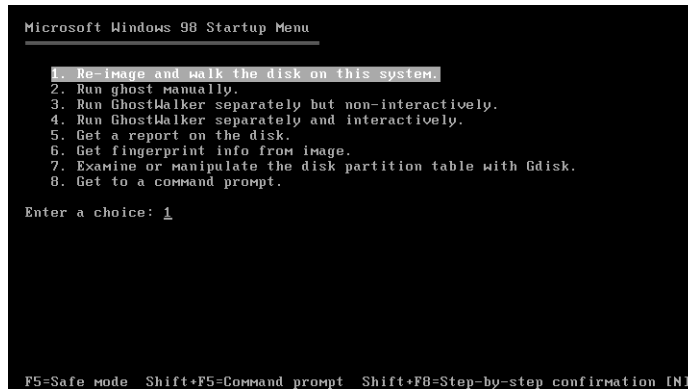 Microsoft Windows 98 Startup Menu
1. Re-image and walk the disk on this system.
2. Run ghost manually.
3. Run GhostWalker separately but non-interactively.
4. Run GhostWalker separately and interactively.
5. Get a report on the disk.
6. Get fingerprint info from image.
7. Examine or manipulate the disk partition table with Gdisk.
8. Get to a command prompt.
Enter a choice: 1
F5=Safe mode Shift+F5=Command prompt Shift+F8=Step-by-step confirmation [N]